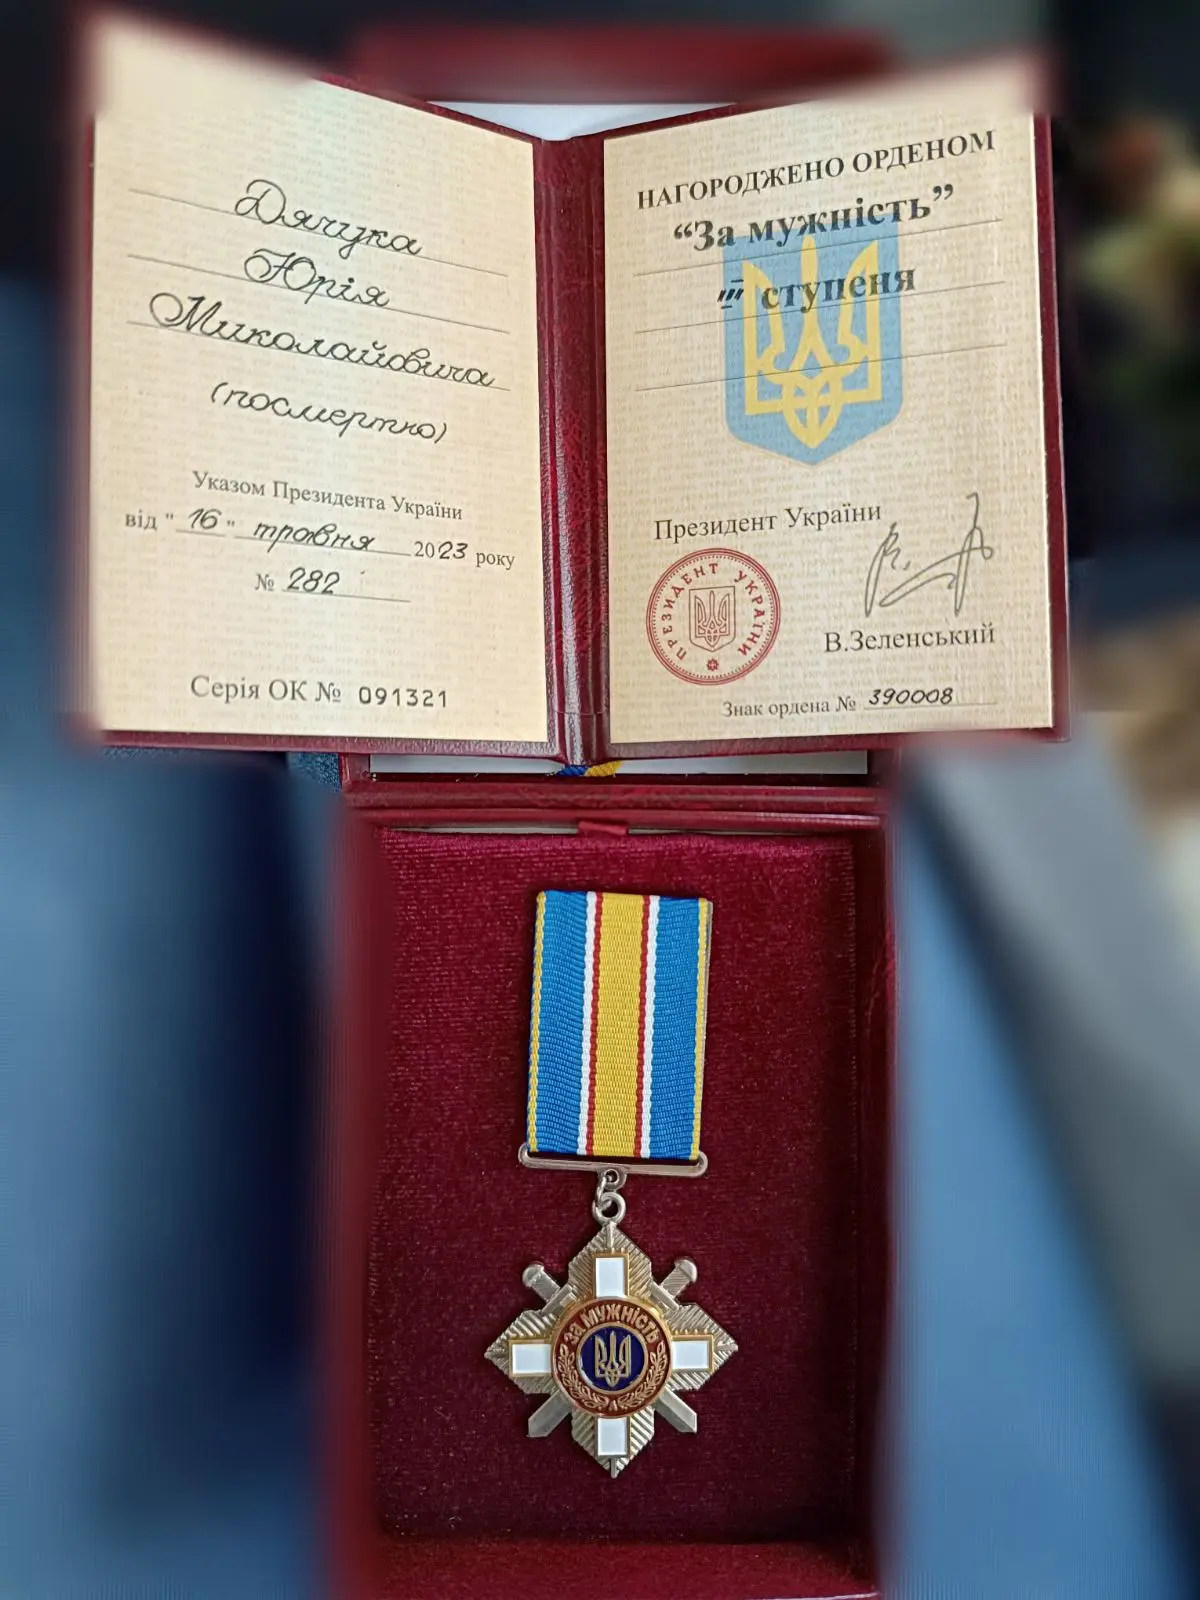 Дячука
Юрія
Миколайовича
(посмертно)
Указом Президента України
від "16" травня 2023 року
№ 282
Серія ОК № 091321
НАГОРОДЖЕНО ОРДЕНОМ
“За мужність”
III ступеня
Президент України
ПРЕЗИДЕНТ УКРАЇНИ
В.Зеленський
Знак ордена № 390008
ЗА МУЖНІСТЬ